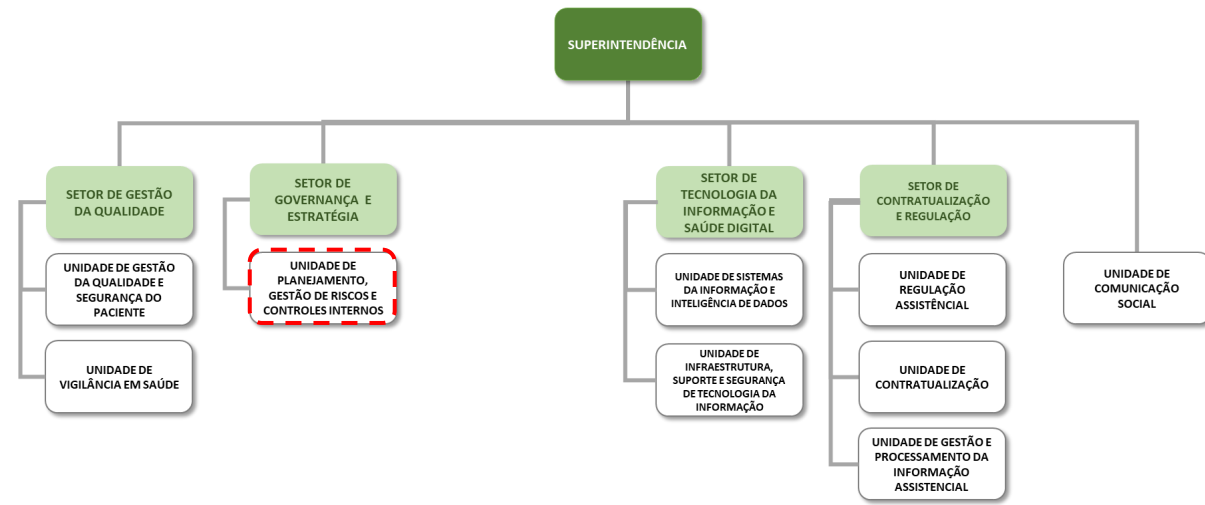 SUPERINTENDÊNCIA
SETOR DE GESTÃO
DA QUALIDADE
UNIDADE DE GESTÃO
DA QUALIDADE E
SEGURANÇA DO
PACIENTE
UNIDADE DE
VIGILÂNCIA EM SAÚDE
SETOR DE
GOVERNANÇA E
ESTRATÉGIA
UNIDADE DE
PLANEJAMENTO,
GESTÃO DE RISCOS E
CONTROLES INTERNOS
SETOR DE
TECNOLOGIA DA
INFORMAÇÃO E
SAÚDE DIGITAL
UNIDADE DE SISTEMAS
DA INFORMAÇÃO E
INTELIGÊNCIA DE DADOS
UNIDADE DE
INFRAESTRUTURA,
SUPORTE E SEGURANÇA
DE TECNOLOGIA DA
INFORMAÇÃO
SETOR DE
CONTRATUALIZAÇÃO
E REGULAÇÃO
UNIDADE DE
REGULAÇÃO
ASSISTÊNCIAL
UNIDADE DE
CONTRATUALIZAÇÃO
UNIDADE DE GESTÃO E
PROCESSAMENTO DA
INFORMAÇÃO
ASSISTENCIAL
UNIDADE DE
COMUNICAÇÃO
SOCIAL